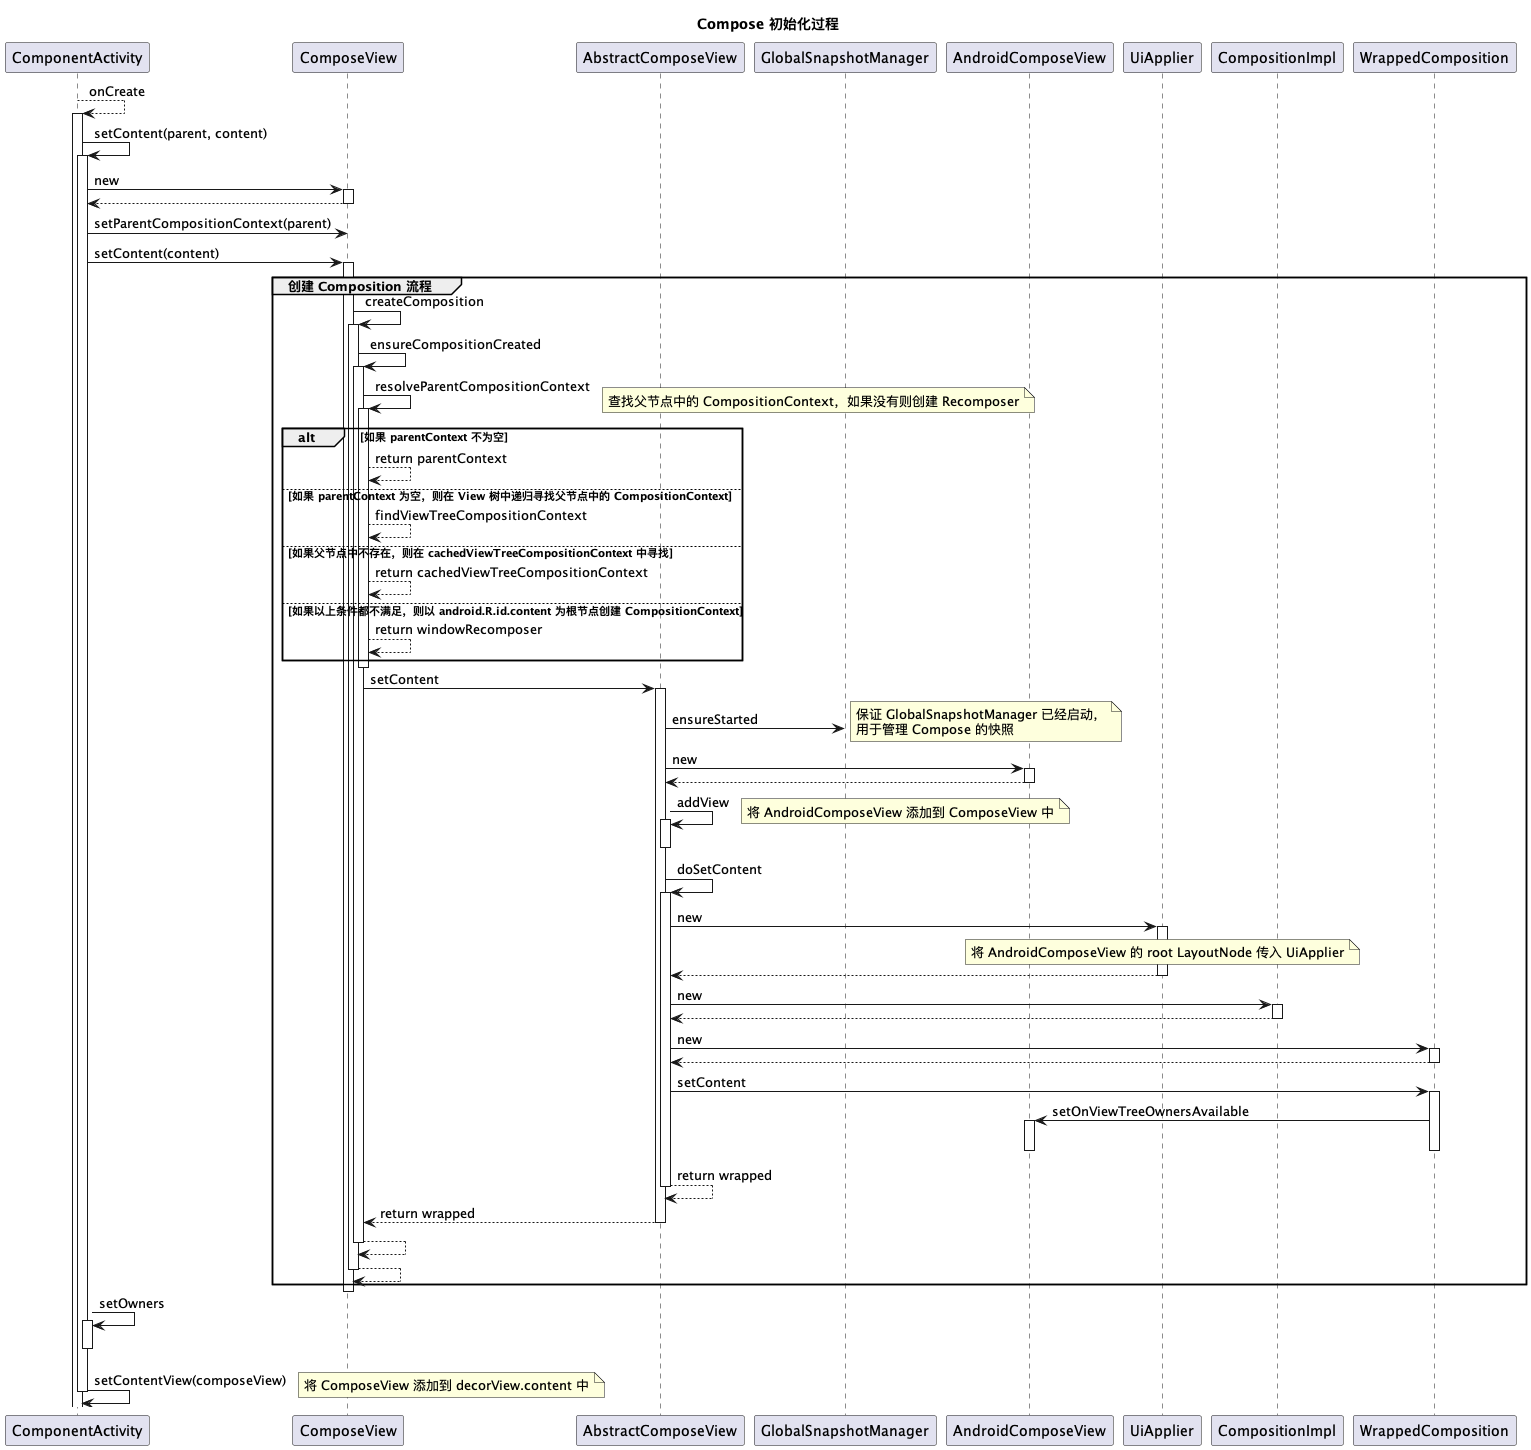 Compose 初始化过程
ComponentActivity
ComposeView
AbstractComposeView
GlobalSnapshotManager
AndroidComposeView
UiApplier
CompositionImpl
WrappedComposition
onCreate
setContent(parent, content)
new
setParentCompositionContext(parent)
setContent(content)
创建 Composition 流程
createComposition
ensureCompositionCreated
resolveParentCompositionContext
查找父节点中的 CompositionContext，如果没有则创建 Recomposer
alt
[如果 parentContext 不为空]
return parentContext
[如果 parentContext 为空，则在 View 树中递归寻找父节点中的 CompositionContext]
findViewTreeCompositionContext
[如果父节点中不存在，则在 cachedViewTreeCompositionContext 中寻找]
return cachedViewTreeCompositionContext
[如果以上条件都不满足，则以 android.R.id.content 为根节点创建 CompositionContext]
return windowRecomposer
setContent
ensureStarted
保证 GlobalSnapshotManager 已经启动，
用于管理 Compose 的快照
new
addView
将 AndroidComposeView 添加到 ComposeView 中
doSetContent
new
将 AndroidComposeView 的 root LayoutNode 传入 UiApplier
new
new
setContent
setOnViewTreeOwnersAvailable
return wrapped
return wrapped
setOwners
setContentView(composeView)
将 ComposeView 添加到 decorView.content 中
ComponentActivity
ComposeView
AbstractComposeView
GlobalSnapshotManager
AndroidComposeView
UiApplier
CompositionImpl
WrappedComposition